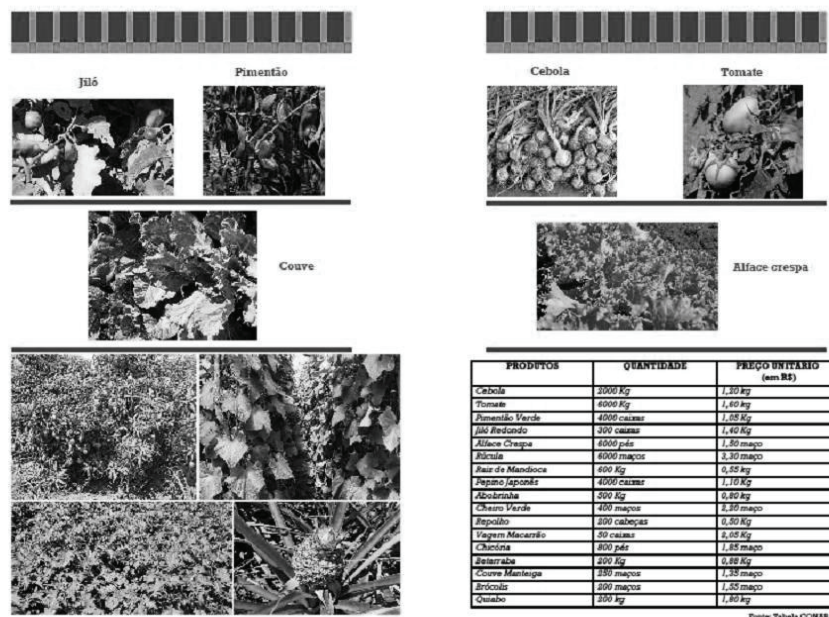 Jiló
Pimentão
Couve
Cebola
Tomate
Alface crespa
PRODUTOS QUANTIDADE PREÇO UNITÁRIO (em R$)
Cebola 2000 Kg 1,20 kg
Tomate 6000 Kg 1,60 kg
Pimentão Verde 4000 caixas 1,05 Kg
Jiló Redondo 300 caixas 1,40 Kg
Alface Crespa 6000 pés 1,50 maço
Rúcula 6000 maços 3,30 maço
Raiz de Mandioca 600 Kg 0,55 kg
Pepino Japonês 4000 caixas 1,10 Kg
Abobrinha 500 Kg 0,80 kg
Cheiro Verde 400 maços 2,20 maço
Repolho 200 cabeças 0,50 Kg
Vagem Macarrão 50 caixas 2,05 Kg
Chicória 800 pés 1,85 maço
Beterraba 200 Kg 0,88 Kg
Couve Manteiga 250 maços 1,35 maço
Brócolis 200 maços 1,55 maço
Quiabo 200 kg 1,80 kg
Fonte: Tabela